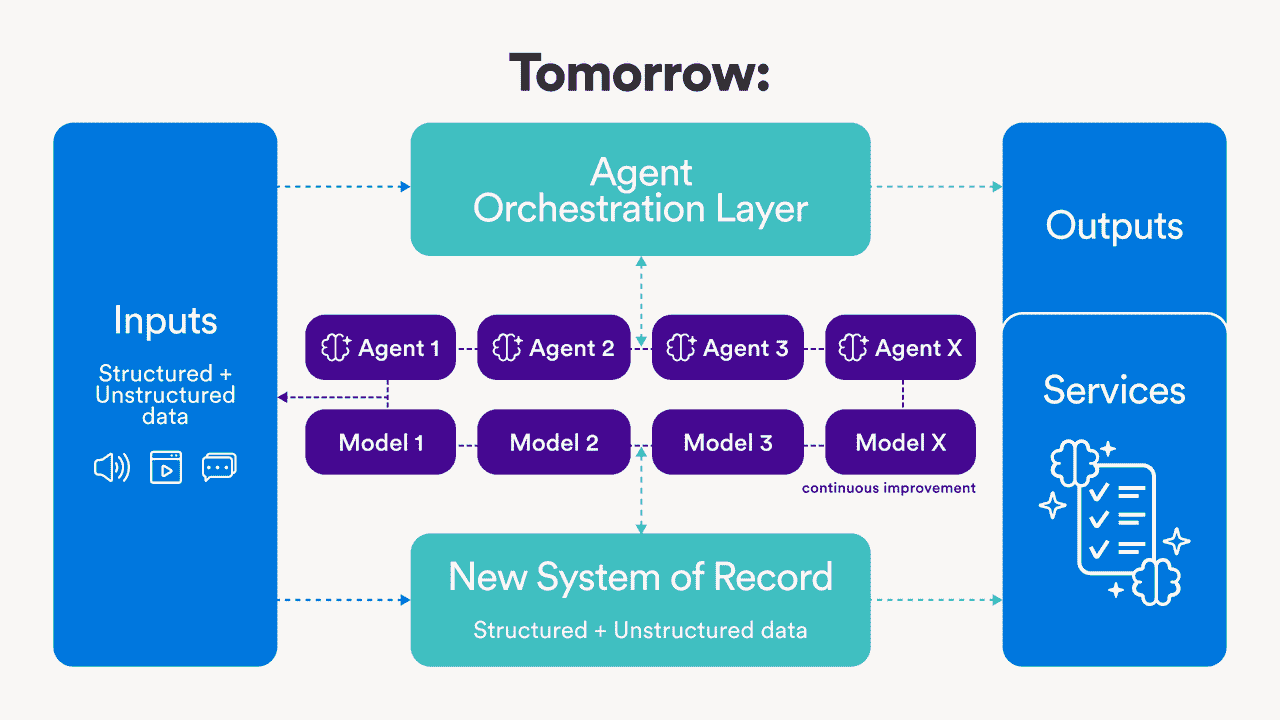 Tomorrow:
Inputs
Structured +
Unstructured
data
Agent
Orchestration Layer
Agent 1
Agent 2
Agent 3
Agent X
Model 1
Model 2
Model 3
Model X
continuous improvement
New System of Record
Structured + Unstructured data
Outputs
Services